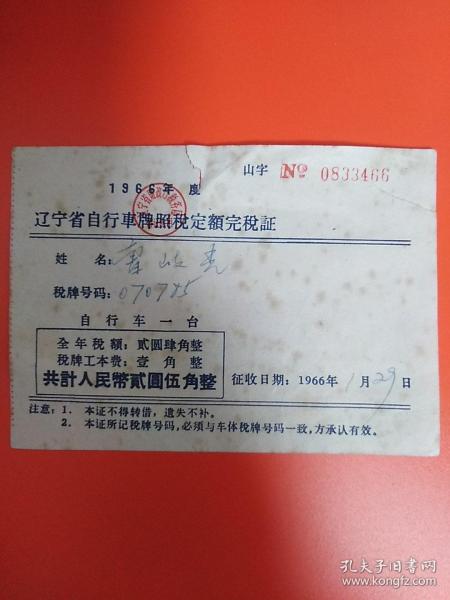 山字 № 0833466
1966年 度
辽宁省自行車牌照稅定額完稅証
姓 名:
税牌号码: 070785
自行车一台
全年税額: 貳圆肆角整
税牌工本费: 壹角整
共計人民幣貳圓伍角整
征收日期: 1966年 1月 29日
注意: 1. 本证不得转借,遗失不补。
2. 本证所记税牌号码,必须与车体税牌号码一致,方承认有效。
孔夫子旧书网
www.kongfz.com